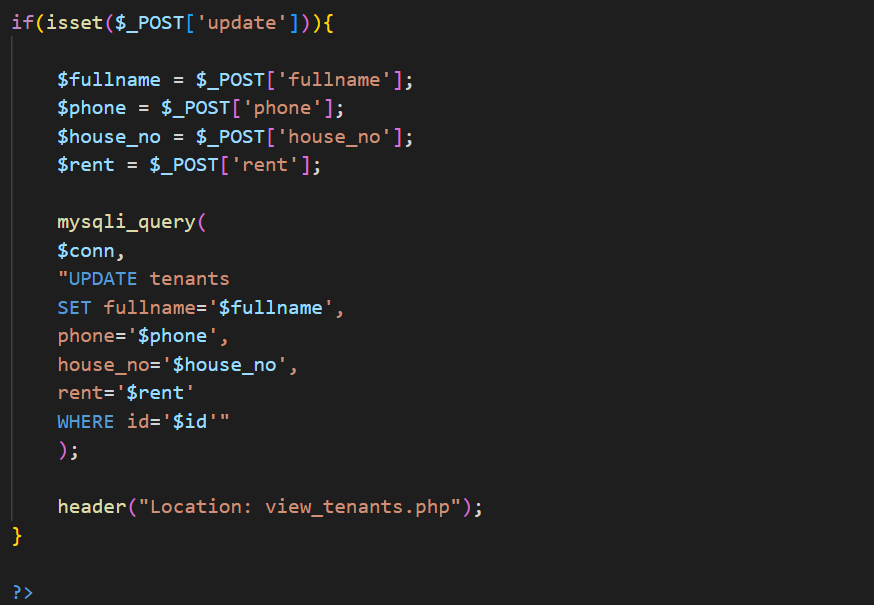 if(isset($_POST['update'])){
$fullname = $_POST['fullname'];
$phone = $_POST['phone'];
$house_no = $_POST['house_no'];
$rent = $_POST['rent'];
mysqli_query(
$conn,
"UPDATE tenants
SET fullname='$fullname',
phone='$phone',
house_no='$house_no',
rent='$rent'
WHERE id='$id'"
);
header("Location: view_tenants.php");
}
?>